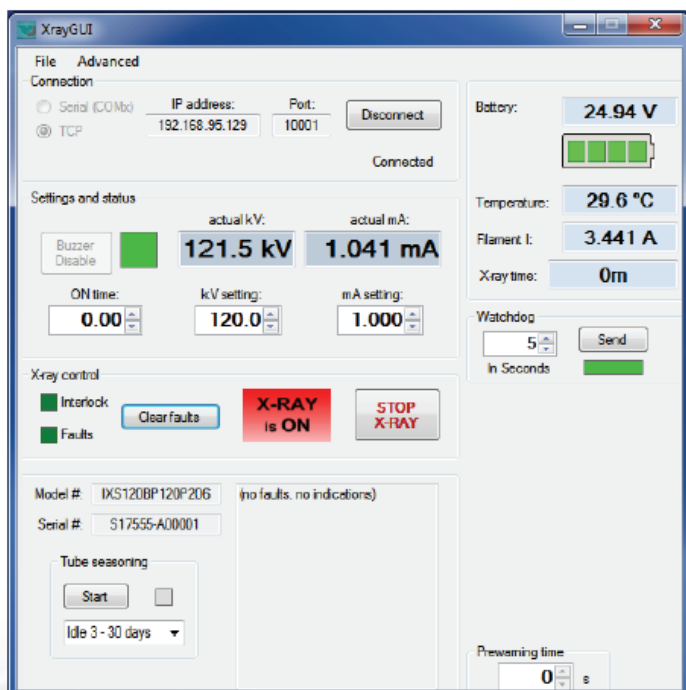 XrayGUI
File Advanced
Connection
Serial (COMx)
TCP
IP address:
192.168.95.129
Port:
10001
Disconnect
Connected
Settings and status
Buzzer
Disable
actual kV:
121.5 kV
actual mA:
1.041 mA
ON time:
0.00
kV setting:
120.0
mA setting:
1.000
X-ray control
Interlock
Faults
Clear faults
X-RAY
is ON
STOP
X-RAY
Model #: IXS120BP120P206
Serial #: S17555-A00001
(no faults, no indications)
Tube seasoning
Start
Idle 3 - 30 days
Battery: 24.94 V
Temperature: 29.6 °C
Filament I: 3.441 A
X-ray time: 0m
Watchdog
5
Send
In Seconds
Prewarning time
0 s